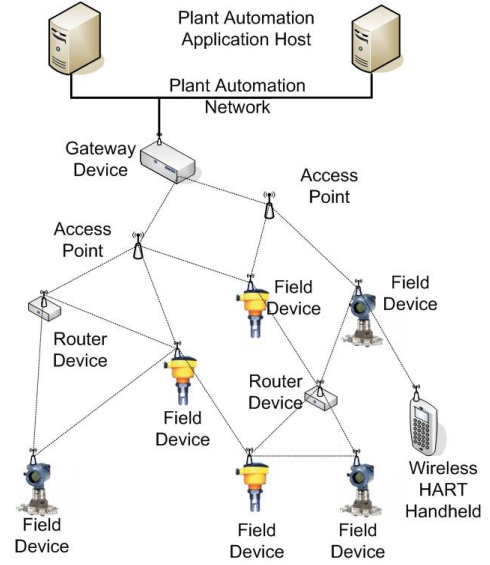 Plant Automation
Application Host
Plant Automation
Network
Gateway
Device
Access
Point
Access
Point
Field
Device
Field
Device
Router
Device
Router
Device
Field
Device
Wireless
HART
Handheld
Field
Device
Field
Device
Field
Device